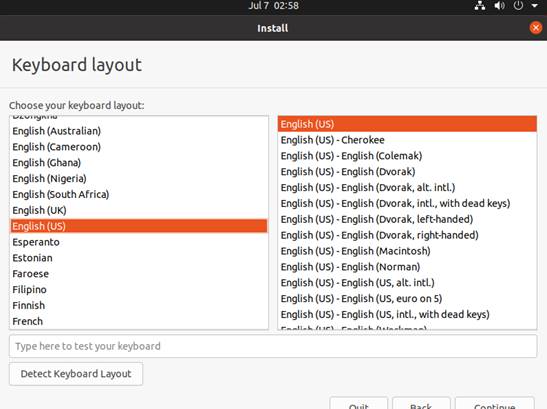 Jul 7 02:58
Install
Keyboard layout
Choose your keyboard layout:
Dzongkha
English (Australian)
English (Cameroon)
English (Ghana)
English (Nigeria)
English (South Africa)
English (UK)
English (US)
Esperanto
Estonian
Faroese
Filipino
Finnish
French
English (US)
English (US) - Cherokee
English (US) - English (Colemak)
English (US) - English (Dvorak)
English (US) - English (Dvorak, alt. intl.)
English (US) - English (Dvorak, intl., with dead keys)
English (US) - English (Dvorak, left-handed)
English (US) - English (Dvorak, right-handed)
English (US) - English (Macintosh)
English (US) - English (Norman)
English (US) - English (US, alt. intl.)
English (US) - English (US, euro on 5)
English (US) - English (US, intl., with dead keys)
English (US) - English (Workman)
Type here to test your keyboard
Detect Keyboard Layout
Quit
Back
Continue